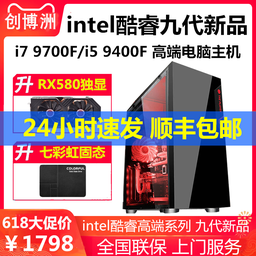 创博洲
intel酷睿九代新品
i7 9700F/i5 9400F 高端电脑主机
升 RX580独显
24小时速发 顺丰包邮
升 七彩虹固态
COLORFUL
618大促价
￥1798
intel酷睿高端系列 九代新品
全国联保 上门服务